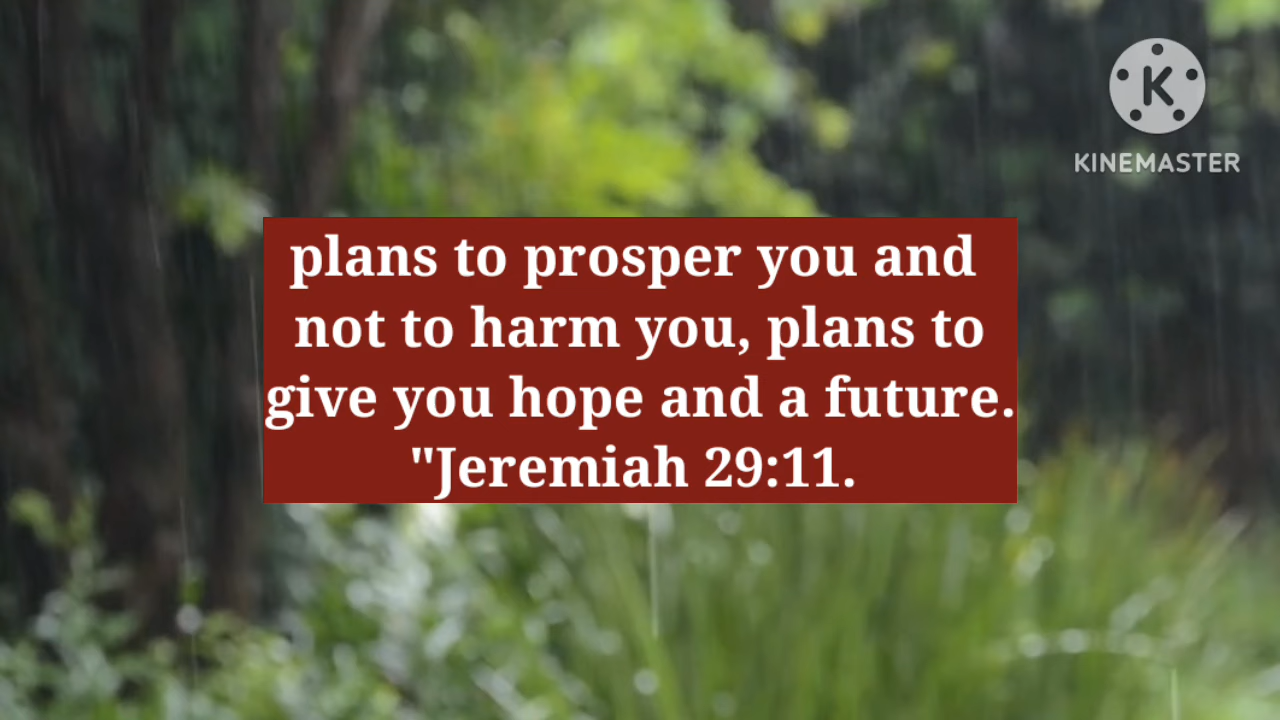 K
KINEMASTER
plans to prosper you and
not to harm you, plans to
give you hope and a future.
"Jeremiah 29:11.